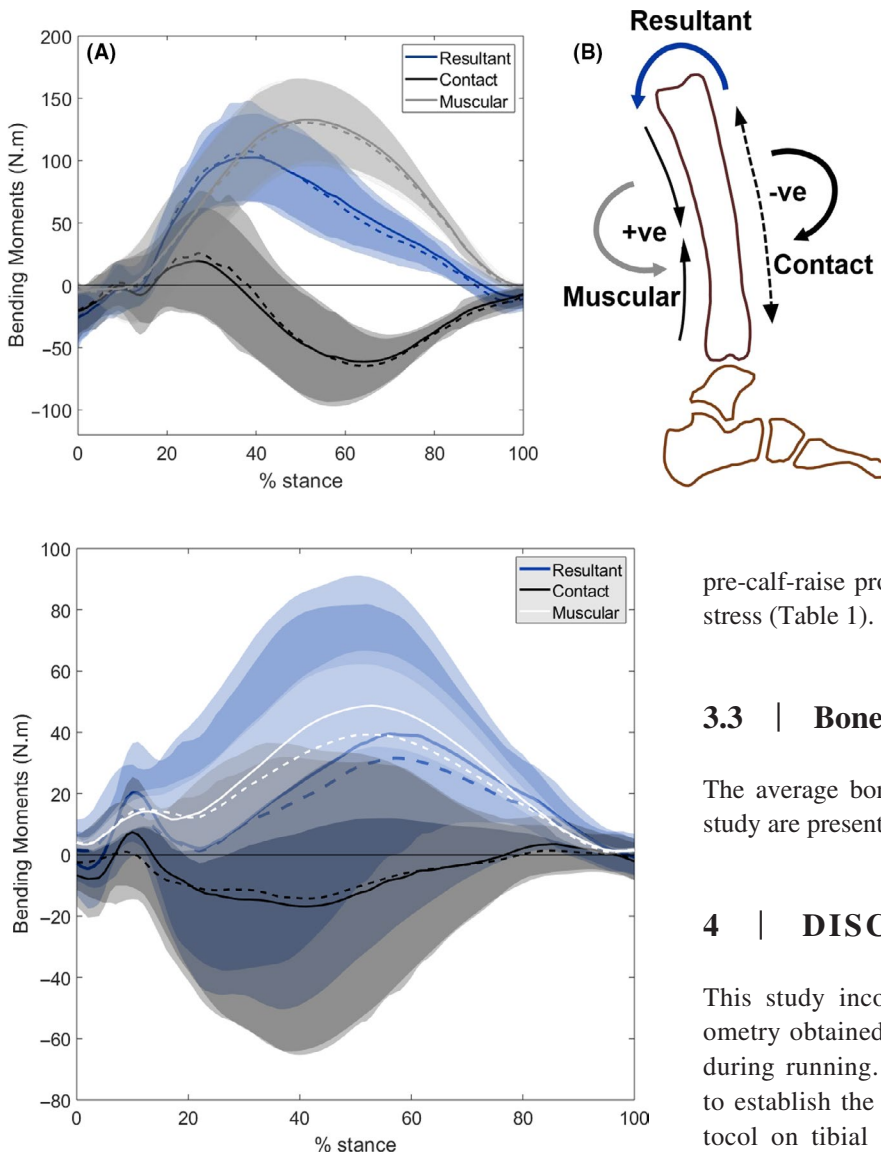 (A)
Resultant
Contact
Muscular
Bending Moments (N.m)
200
150
100
50
0
−50
−100
0
20
40
60
80
100
% stance
(B)
Resultant
+ve
Muscular
-ve
Contact
Resultant
Contact
Muscular
Bending Moments (N.m)
100
80
60
40
20
0
−20
−40
−60
−80
0
20
40
60
80
100
% stance
pre-calf-raise pro
stress (Table 1).
3.3 | Bone
The average bon
study are present
4 | DISC
This study inco
ometry obtained
during running.
to establish the
tocol on tibial